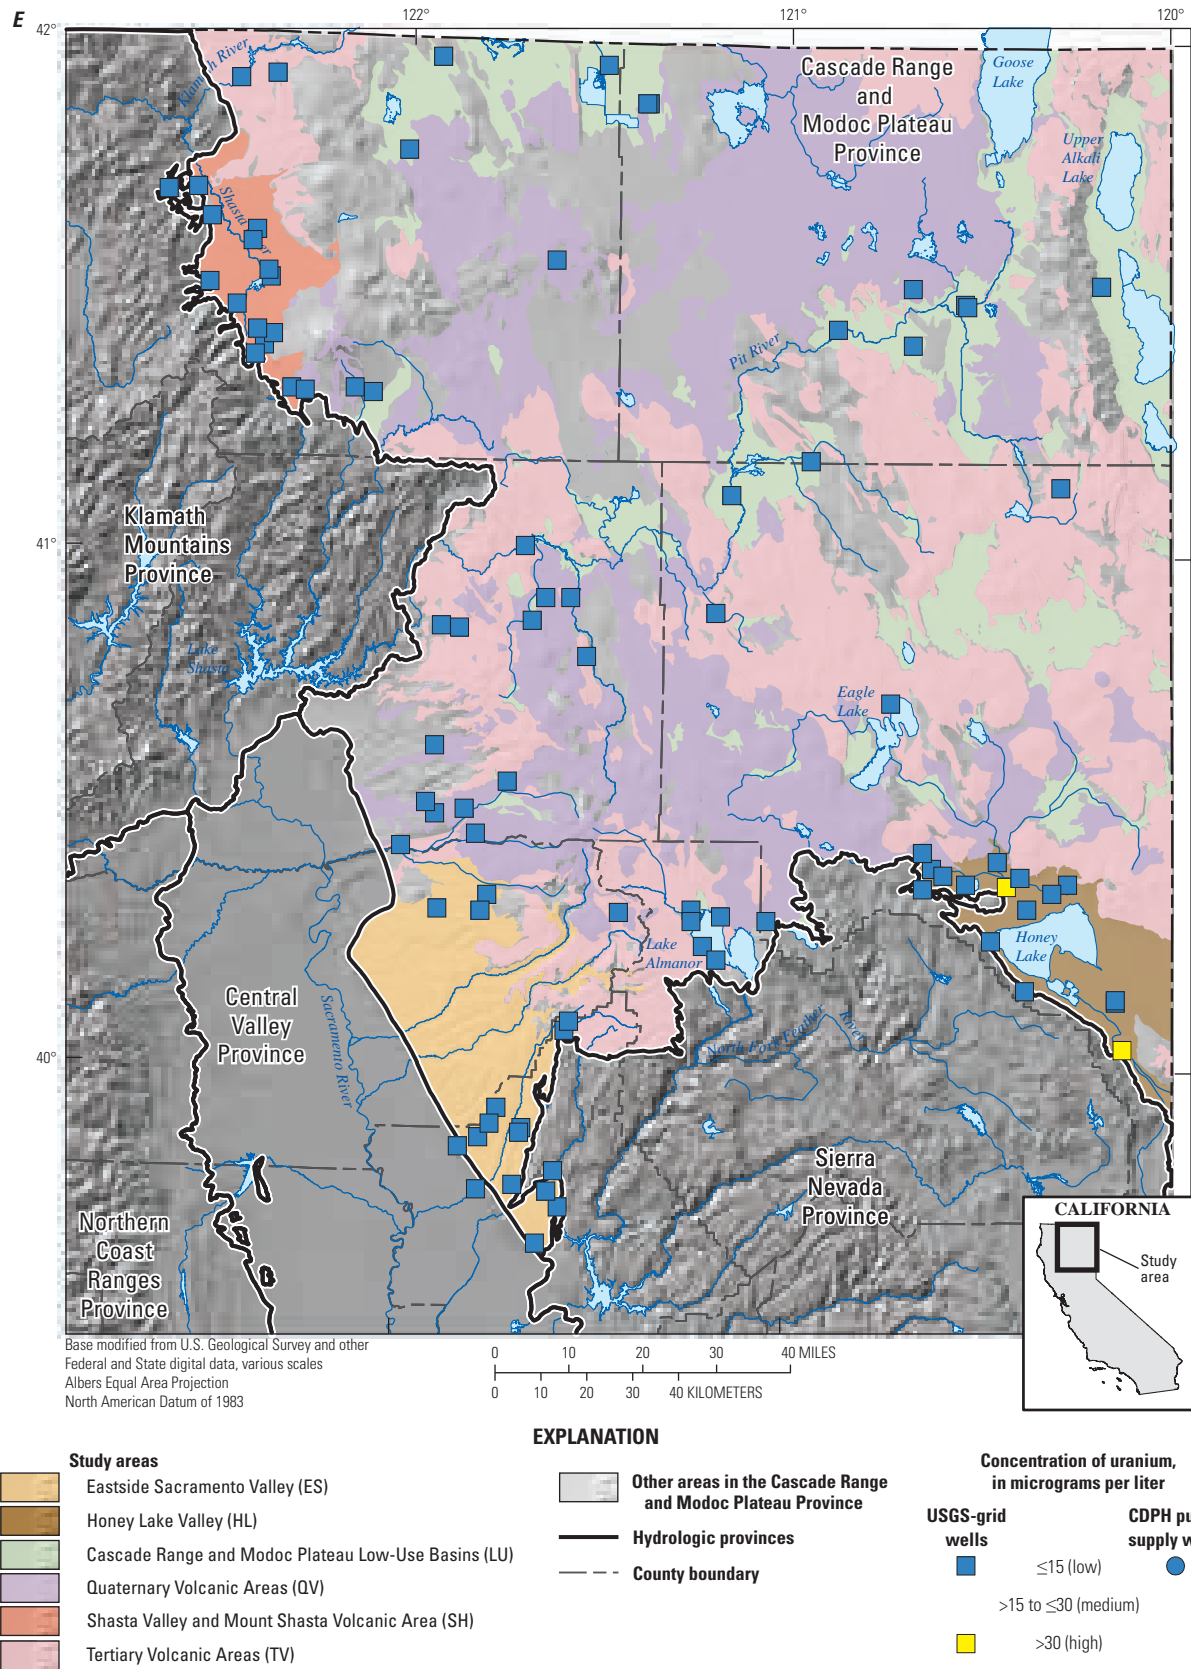 E
122°
121°
120°
42°
Klamath River
Cascade Range
and
Modoc Plateau
Province
Goose
Lake
Upper
Alkali
Lake
Shasta
Pit River
Klamath
Mountains
Province
41°
Lake
Shasta
Eagle
Lake
Lake
Almanor
Honey
Lake
Central
Valley
Province
Sacramento River
North Fork Feather River
40°
Sierra
Nevada
Province
Northern
Coast
Ranges
Province
CALIFORNIA
Study
area
Base modified from U.S. Geological Survey and other
Federal and State digital data, various scales
Albers Equal Area Projection
North American Datum of 1983
0 10 20 30 40 MILES
0 10 20 30 40 KILOMETERS
EXPLANATION
Study areas
Eastside Sacramento Valley (ES)
Honey Lake Valley (HL)
Cascade Range and Modoc Plateau Low-Use Basins (LU)
Quaternary Volcanic Areas (QV)
Shasta Valley and Mount Shasta Volcanic Area (SH)
Tertiary Volcanic Areas (TV)
Other areas in the Cascade Range
and Modoc Plateau Province
Hydrologic provinces
County boundary
Concentration of uranium,
in micrograms per liter
USGS-grid
wells
CDPH pu
supply w
≤15 (low)
>15 to ≤30 (medium)
>30 (high)